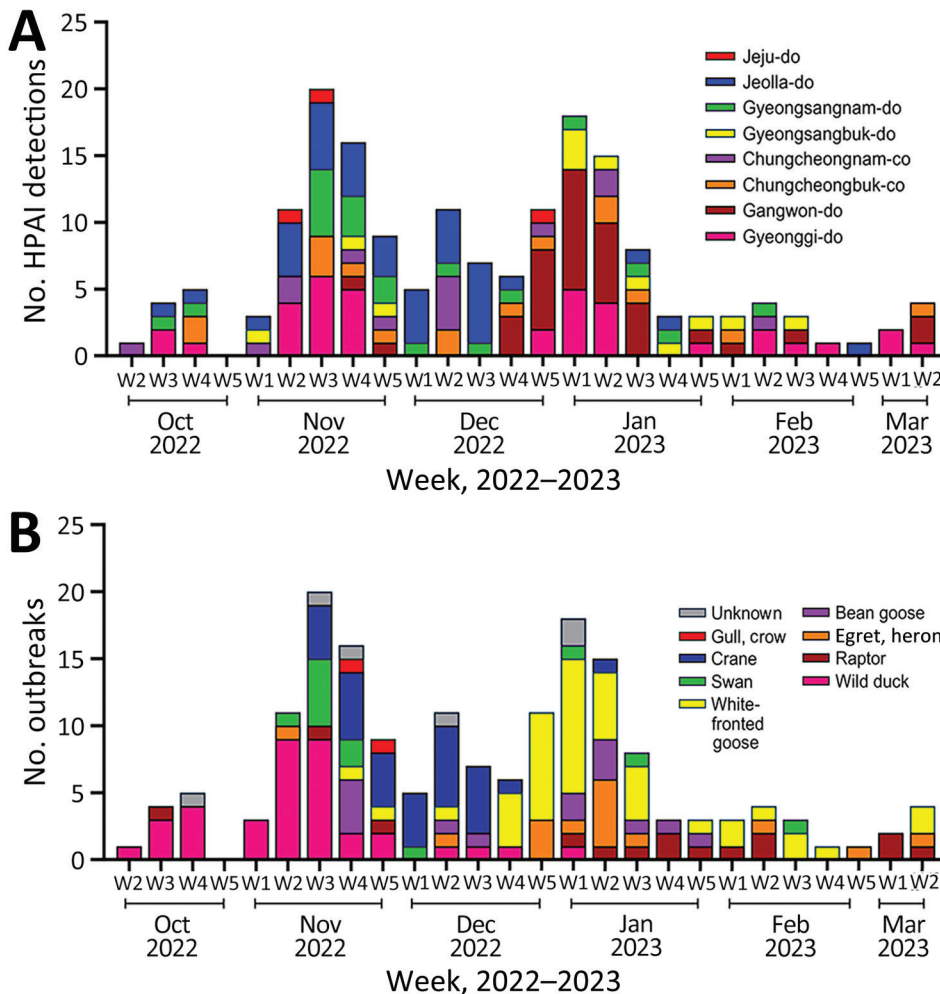 A
No. HPAI detections
25
20
15
10
5
0
Jeju-do
Jeolla-do
Gyeongsangnam-do
Gyeongsangbuk-do
Chungcheongnam-co
Chungcheongbuk-co
Gangwon-do
Gyeonggi-do
W2 W3 W4 W5 W1 W2 W3 W4 W5 W1 W2 W3 W4 W5 W1 W2 W3 W4 W5 W1 W2 W3 W4 W5 W1 W2
Oct Nov Dec Jan Feb Mar
2022 2022 2022 2023 2023 2023
Week, 2022–2023
B
No. outbreaks
25
20
15
10
5
0
Unknown
Gull, crow
Crane
Swan
White-
fronted
goose
Bean goose
Egret, heron
Raptor
Wild duck
W2 W3 W4 W5 W1 W2 W3 W4 W5 W1 W2 W3 W4 W5 W1 W2 W3 W4 W5 W1 W2 W3 W4 W5 W1 W2
Oct Nov Dec Jan Feb Mar
2022 2022 2022 2023 2023 2023
Week, 2022–2023